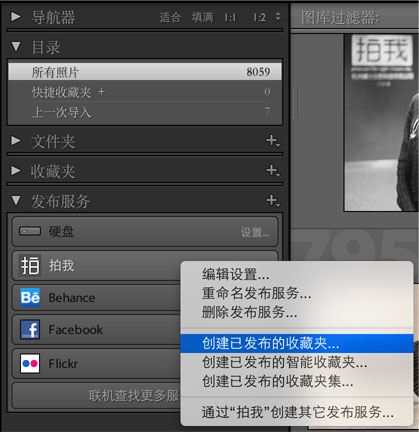 导航器 适合 填满 1:1 1:2
目录
所有照片 8059
快捷收藏夹 + 0
上一次导入 7
文件夹
收藏夹
发布服务
硬盘 设置...
拍我 拍我
Behance
Facebook
Flickr
联机查找更多服
图库过滤器:
拍我
795
编辑设置...
重命名发布服务...
删除发布服务...
创建已发布的收藏夹...
创建已发布的智能收藏夹...
创建已发布的收藏夹集...
通过“拍我”创建其它发布服务...